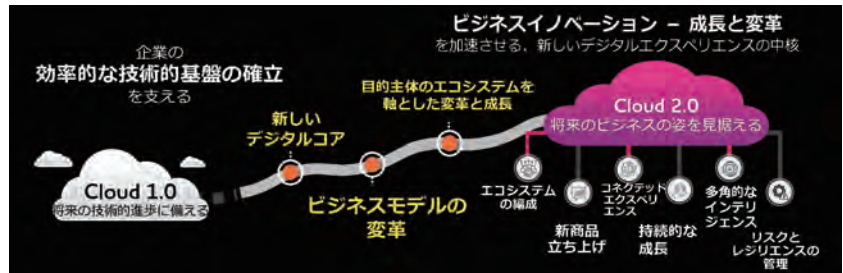 企業の
効率的な技術的基盤の確立
を支える
Cloud 1.0
将来の技術的進歩に備える
新しい
デジタルコア
ビジネスモデルの
変革
目的主体のエコシステムを
軸とした変革と成長
ビジネスイノベーション – 成長と変革
を加速させる、新しいデジタルエクスペリエンスの中核
Cloud 2.0
将来のビジネスの姿を見据える
エコシステム
の編成
新商品
立ち上げ
コネクテッド
エクスペリ
エンス
持続的な
成長
多角的な
インテリ
ジェンス
リスクと
レジリエンスの
管理